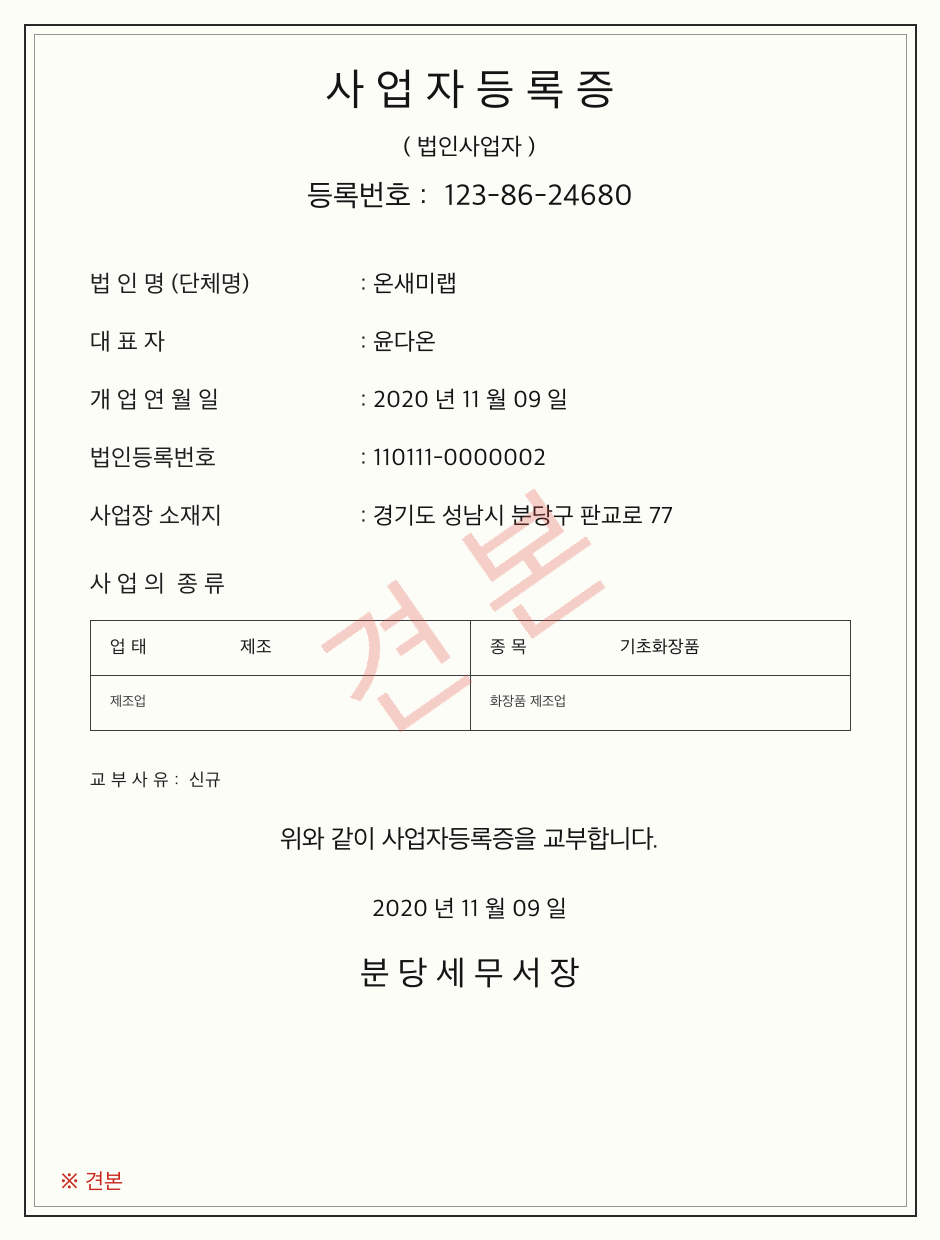 사업자등록증
( 법인사업자 )
등록번호 : 123-86-24680
법 인 명 (단체명) : 온새미랩
대 표 자 : 윤다온
개 업 연 월 일 : 2020 년 11 월 09 일
법인등록번호 : 110111-0000002
사업장 소재지 : 경기도 성남시 분당구 판교로 77
사 업 의 종 류
업 태 제조 종 목 기초화장품
제조업 화장품 제조업
견본
교 부 사 유 : 신규
위와 같이 사업자등록증을 교부합니다.
2020 년 11 월 09 일
분당세무서장
※ 견본